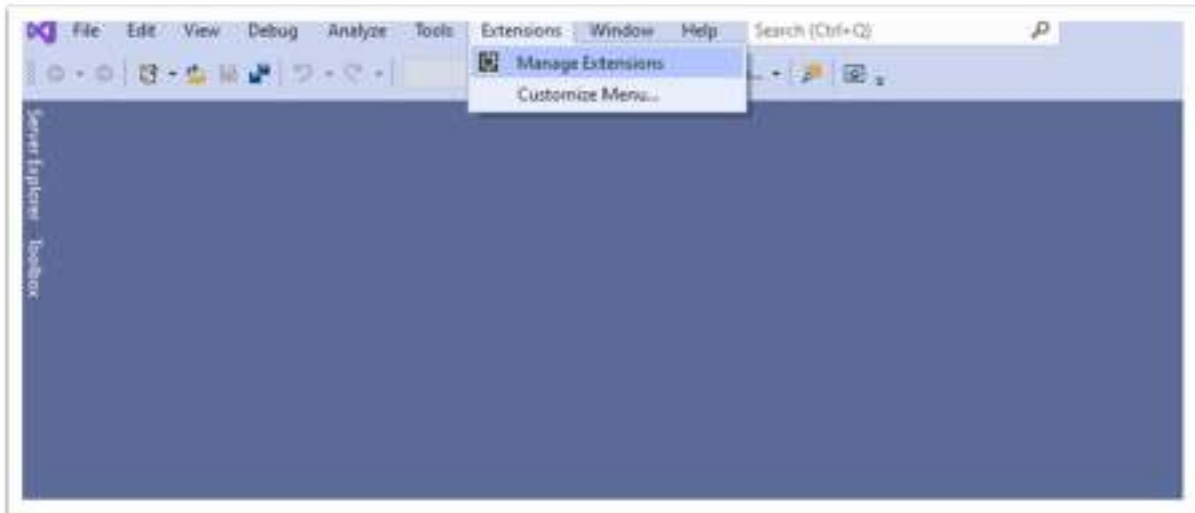 File Edit View Debug Analyze Tools Extensions Window Help Search (Ctrl+Q)
Manage Extensions
Customize Menu...
Server Explorer
Toolbox